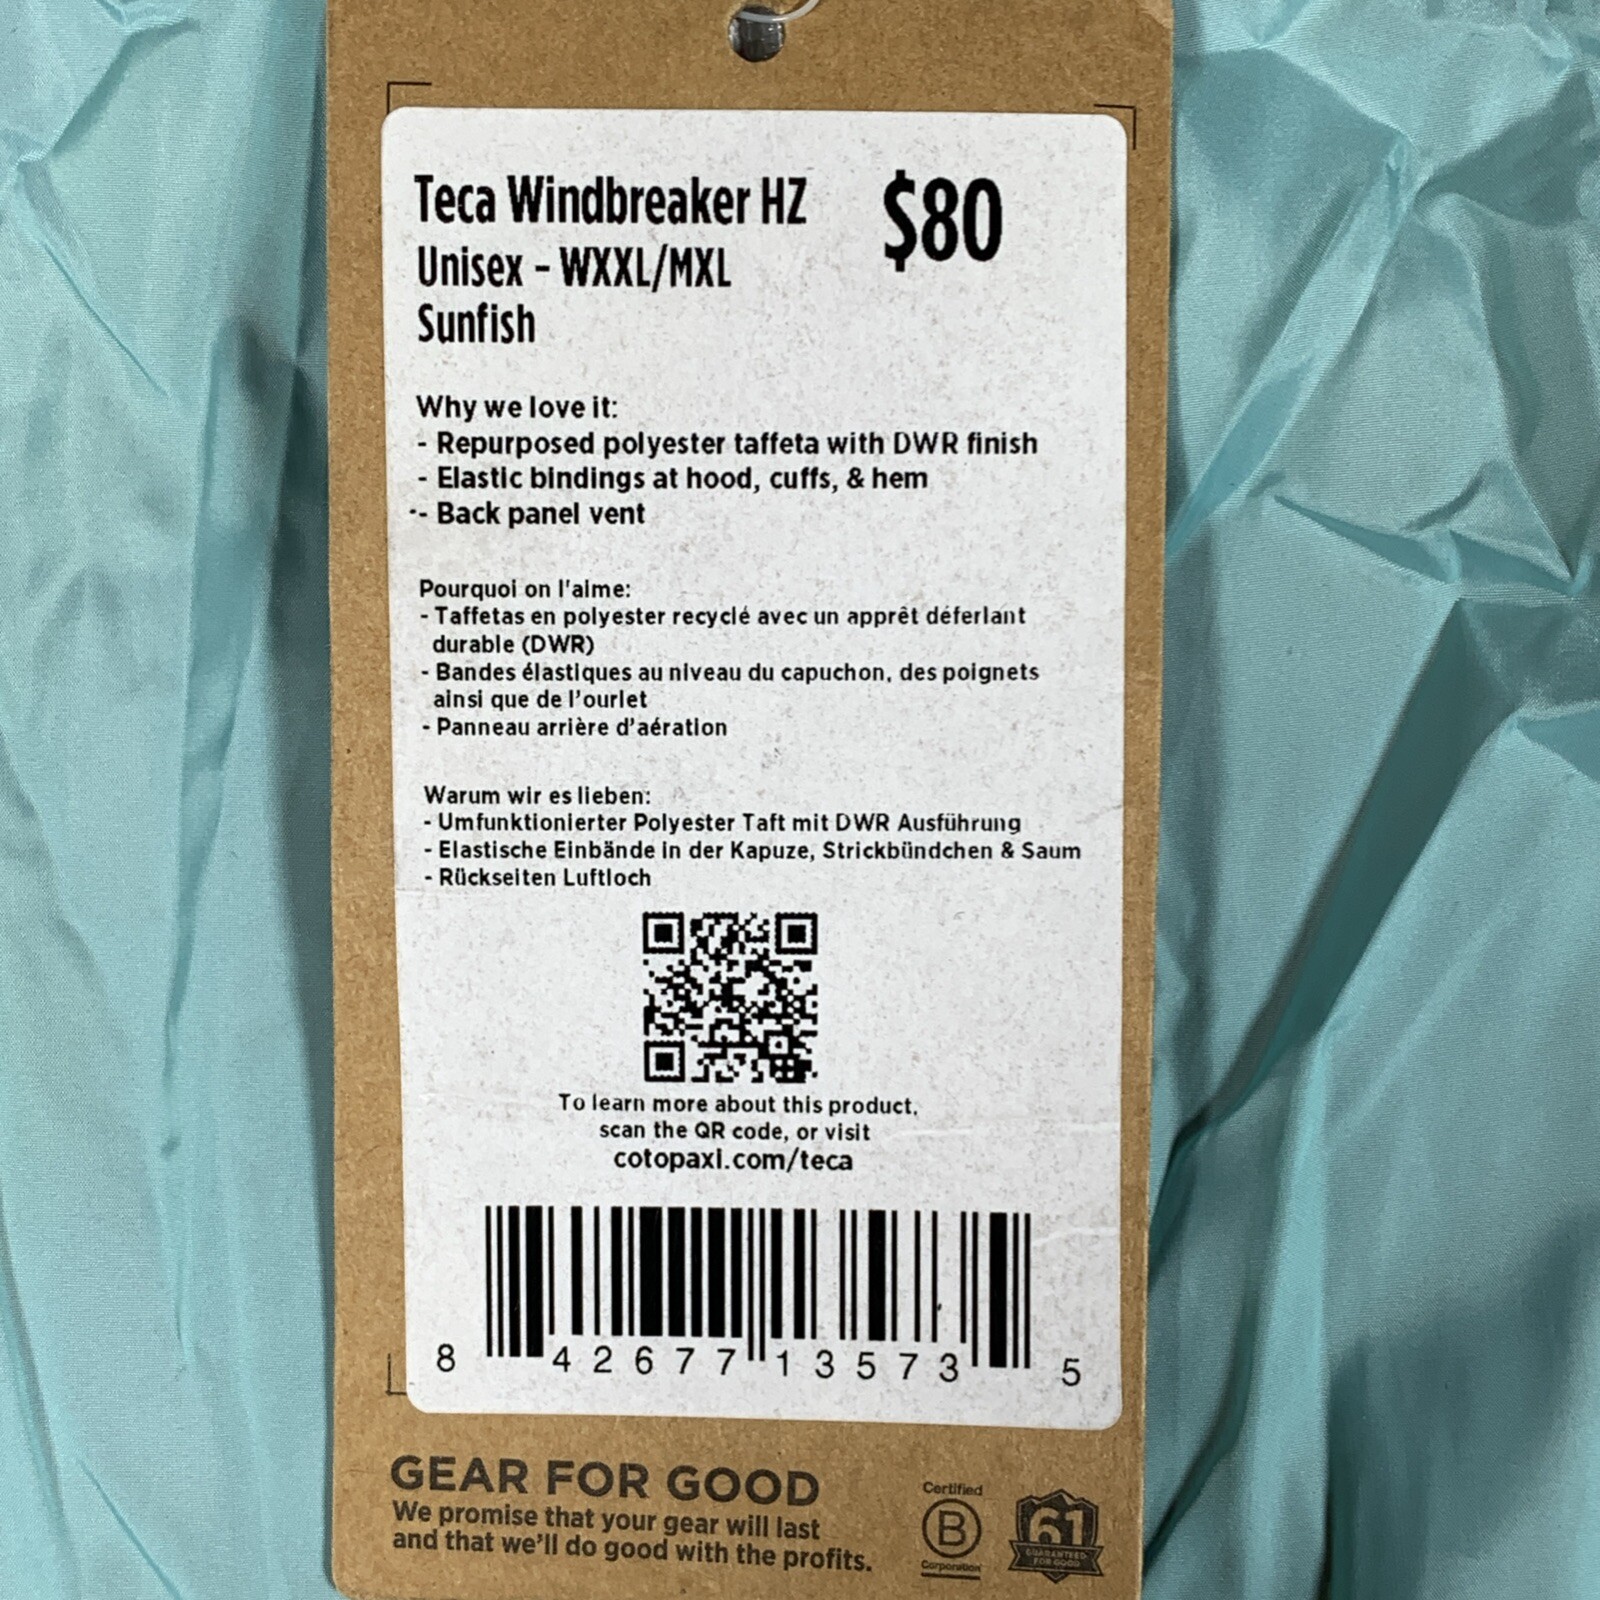 Teca Windbreaker HZ $80
Unisex - WXXL/MXL
Sunfish
Why we love it:
- Repurposed polyester taffeta with DWR finish
- Elastic bindings at hood, cuffs, & hem
- Back panel vent
Pourquoi on l'aime:
- Taffetas en polyester recyclé avec un apprêt déferlant
durable (DWR)
- Bandes élastiques au niveau du capuchon, des poignets
ainsi que de l'ourlet
- Panneau arrière d'aération
Warum wir es lieben:
- Umfunktionierter Polyester Taft mit DWR Ausführung
- Elastische Einbände in der Kapuze, Strickbündchen & Saum
- Rückseiten Luftloch
To learn more about this product,
scan the QR code, or visit
cotopaxi.com/teca
8 42677 13573 5
GEAR FOR GOOD
We promise that your gear will last
and that we'll do good with the profits.
Certified
B
Corporation
61
GUARANTEED
FOR GOOD